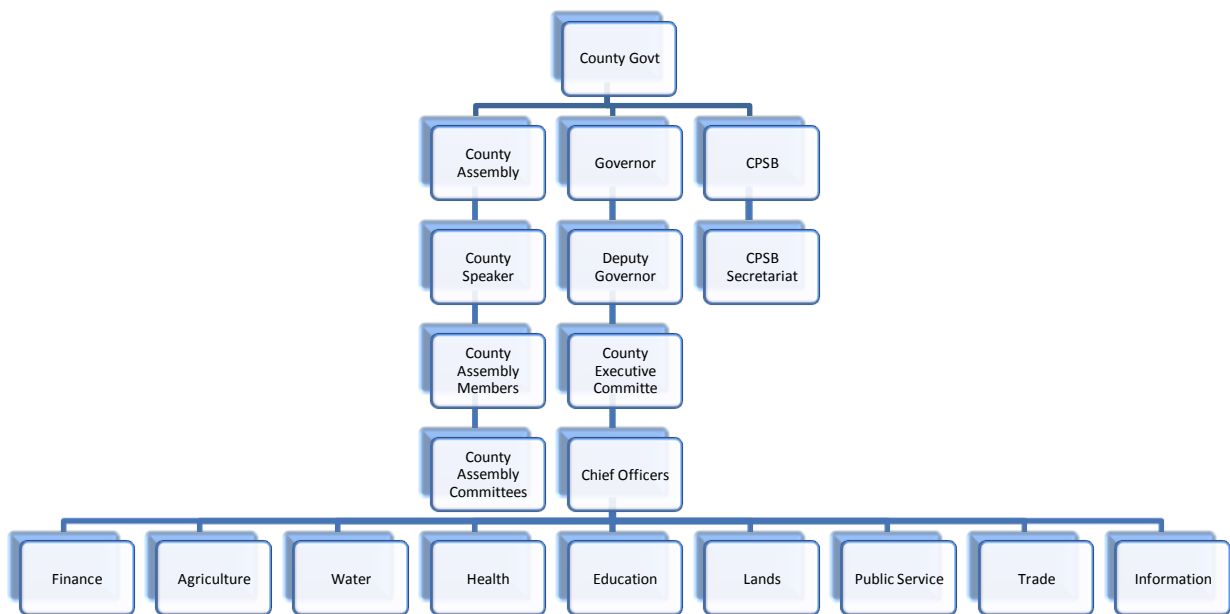 County Govt
County
Assembly
Governor
CPSB
County
Speaker
Deputy
Governor
CPSB
Secretariat
County
Assembly
Members
County
Executive
Committe
County
Assembly
Committees
Chief Officers
Finance
Agriculture
Water
Health
Education
Lands
Public Service
Trade
Information